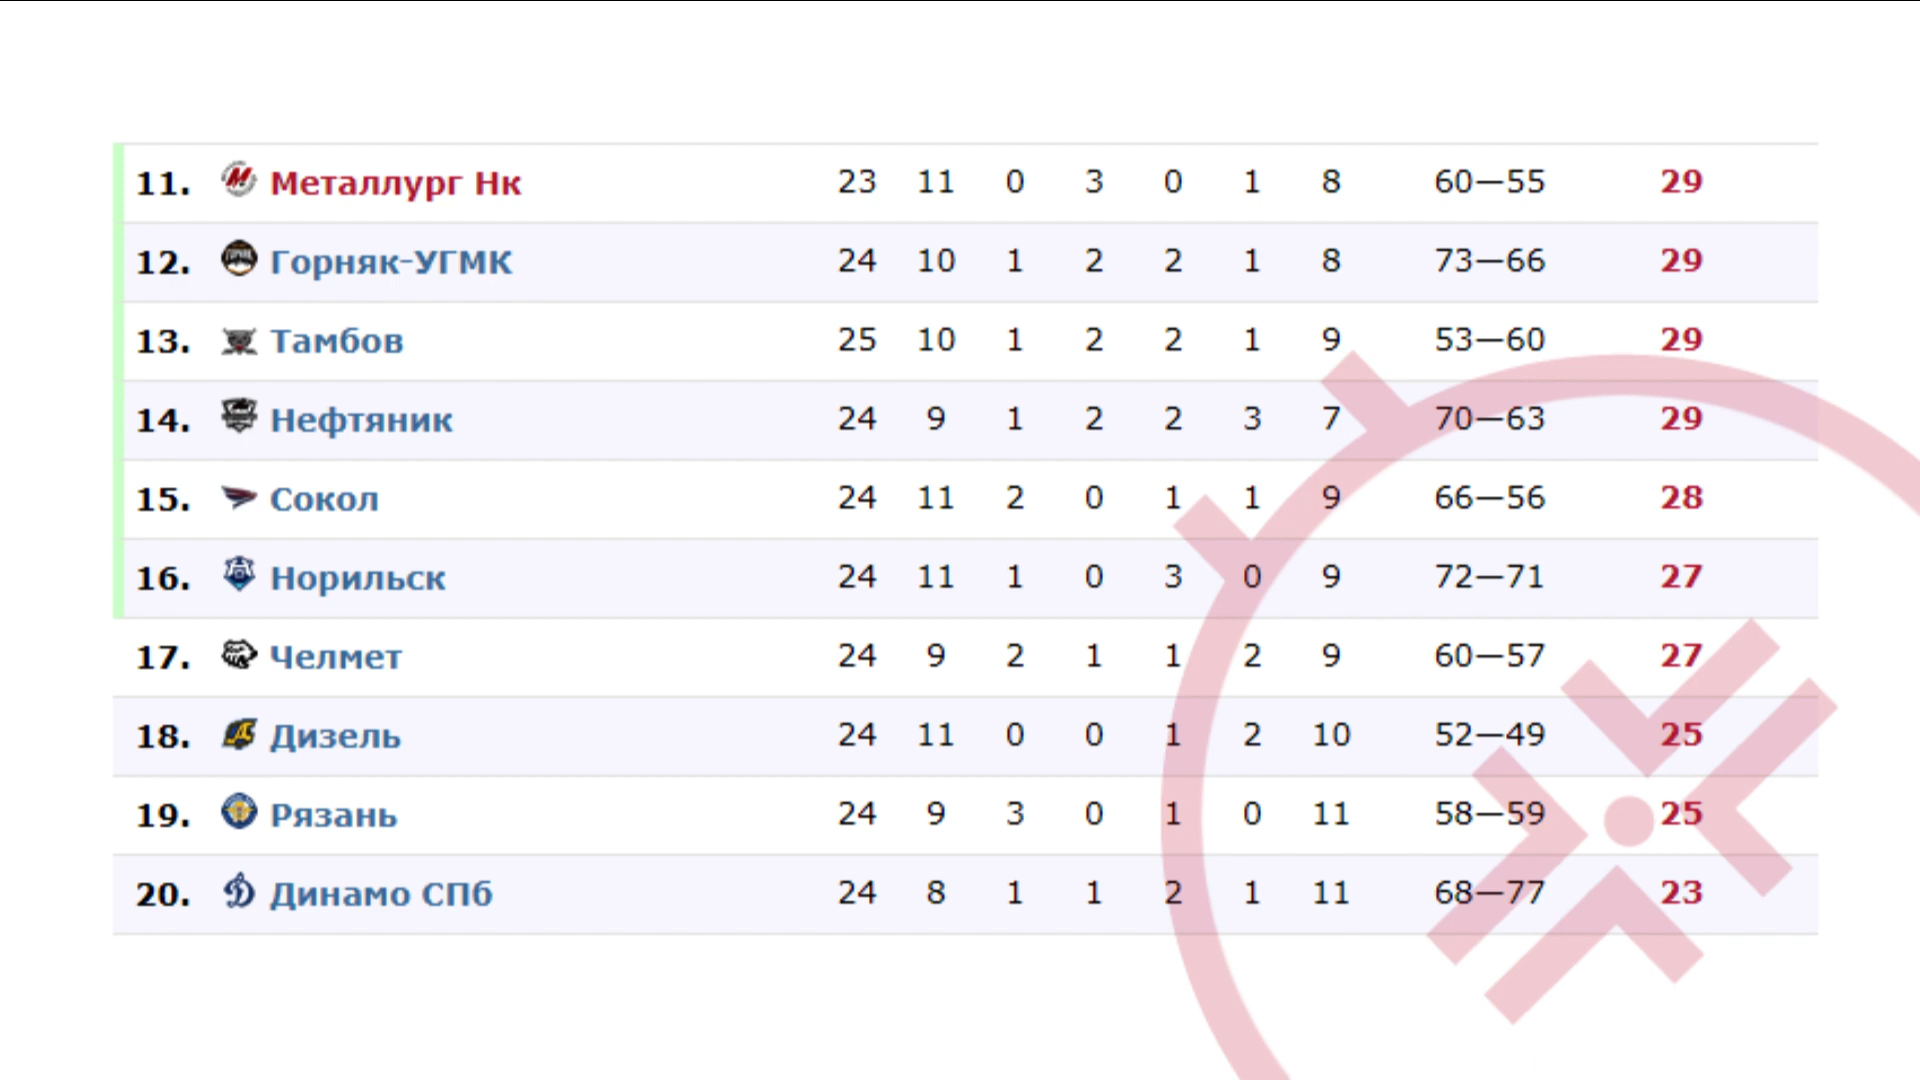 11. Металлург Нк 23 11 0 3 0 1 8 60—55 29
12. Горняк-УГМК 24 10 1 2 2 1 8 73—66 29
13. Тамбов 25 10 1 2 2 1 9 53—60 29
14. Нефтяник 24 9 1 2 2 3 7 70—63 29
15. Сокол 24 11 2 0 1 1 9 66—56 28
16. Норильск 24 11 1 0 3 0 9 72—71 27
17. Челмет 24 9 2 1 1 2 9 60—57 27
18. Дизель 24 11 0 0 1 2 10 52—49 25
19. Рязань 24 9 3 0 1 0 11 58—59 25
20. Динамо СПб 24 8 1 1 2 1 11 68—77 23